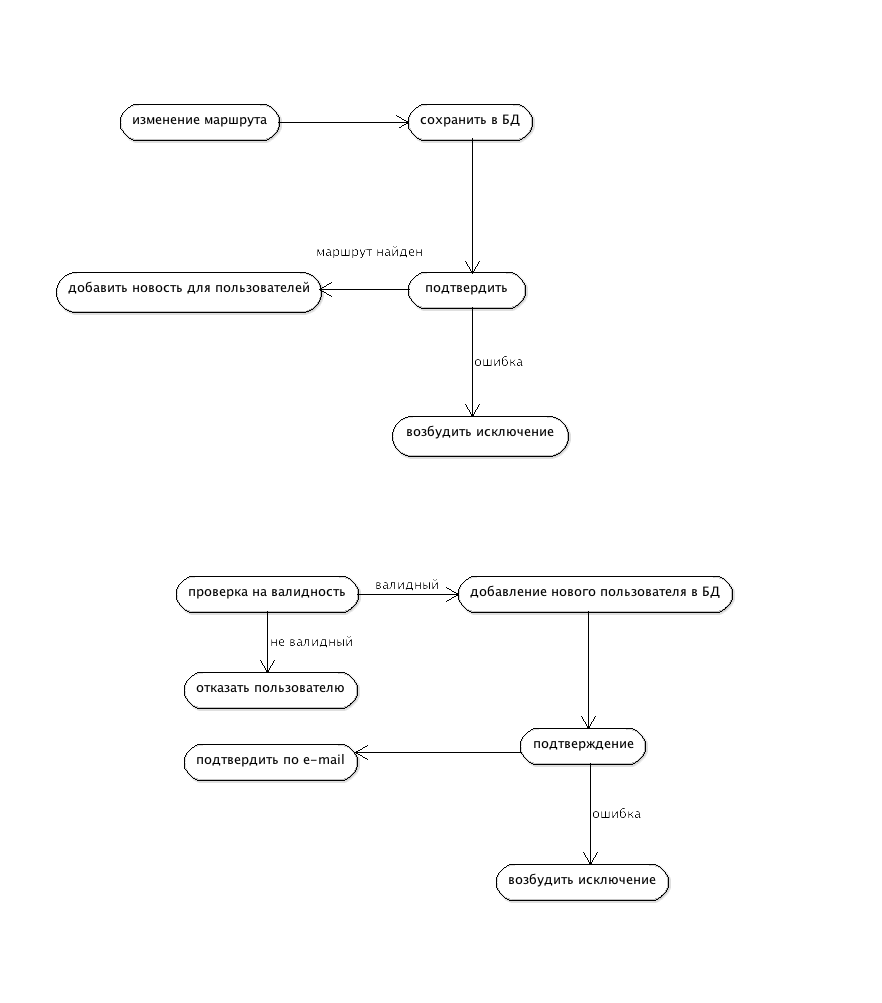 изменение маршрута
сохранить в БД
маршрут найден
добавить новость для пользователей
подтвердить
ошибка
возбудить исключение
проверка на валидность
валидный
добавление нового пользователя в БД
не валидный
отказать пользователю
подтверждение
подтвердить по e-mail
ошибка
возбудить исключение